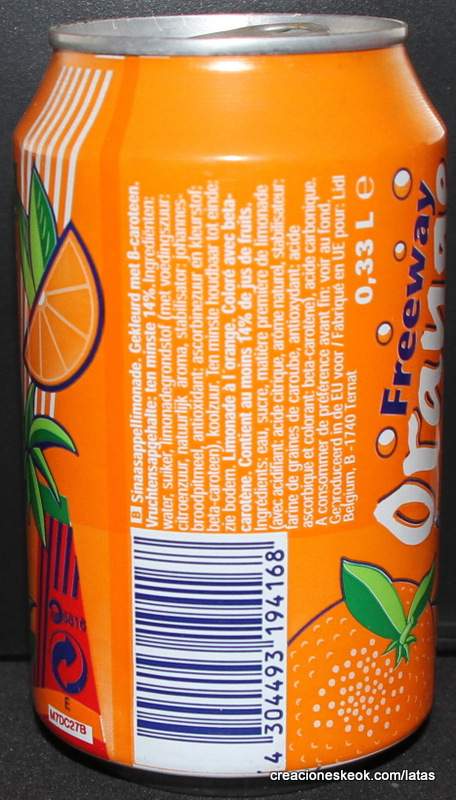 E Sinaasappellimonade. Gekleurd met B-caroteen.
Vruchtensapgehalte: ten minste 14%. Ingrediënten:
water, suiker, limonadegrondstof (met voedingszuur:
citroenzuur, natuurlijk aroma, stabilisator: johannes-
broodpitmeel, antioxidant: ascorbinezuur en kleurstof:
beta-caroteen), koolzuur. Ten minste houdbaar tot einde:
zie bodem. Limonade à l'orange. Coloré avec beta-
carotène. Contient au moins 14% de jus de fruits.
Ingrédients: eau, sucre, matière première de limonade
(avec acidifiant: acide citrique, arome naturel, stabilisateur:
farine de graines de caroube, antioxydant: acide
ascorbique et colorant: beta-carotène), acide carbonique.
A consommer de préférence avant fin: voir au fond.
Geproduceerd in de EU voor / Fabriqué en UE pour: Lidl
Belgium, B -1740 Ternat
0,33 L e
Freeway
Orange
4 304493 194168
6816
E
M7DC27B
creacioneskeok.com/latas